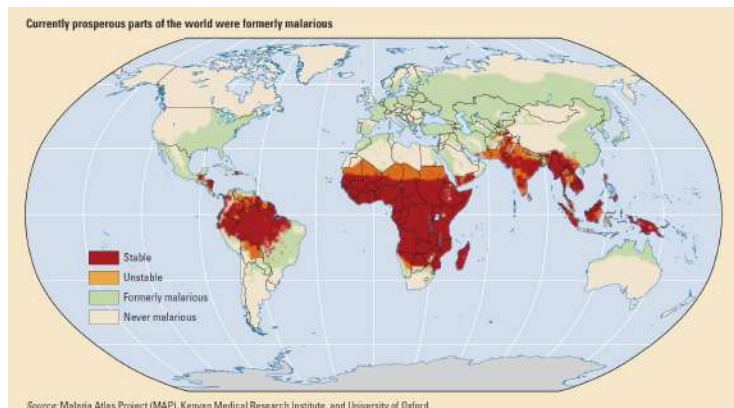 Currently prosperous parts of the world were formerly malarious
Stable
Unstable
Formerly malarious
Never malarious
Source: Malaria Atlas Project (MAP), Kenyan Medical Research Institute, and University of Oxford.